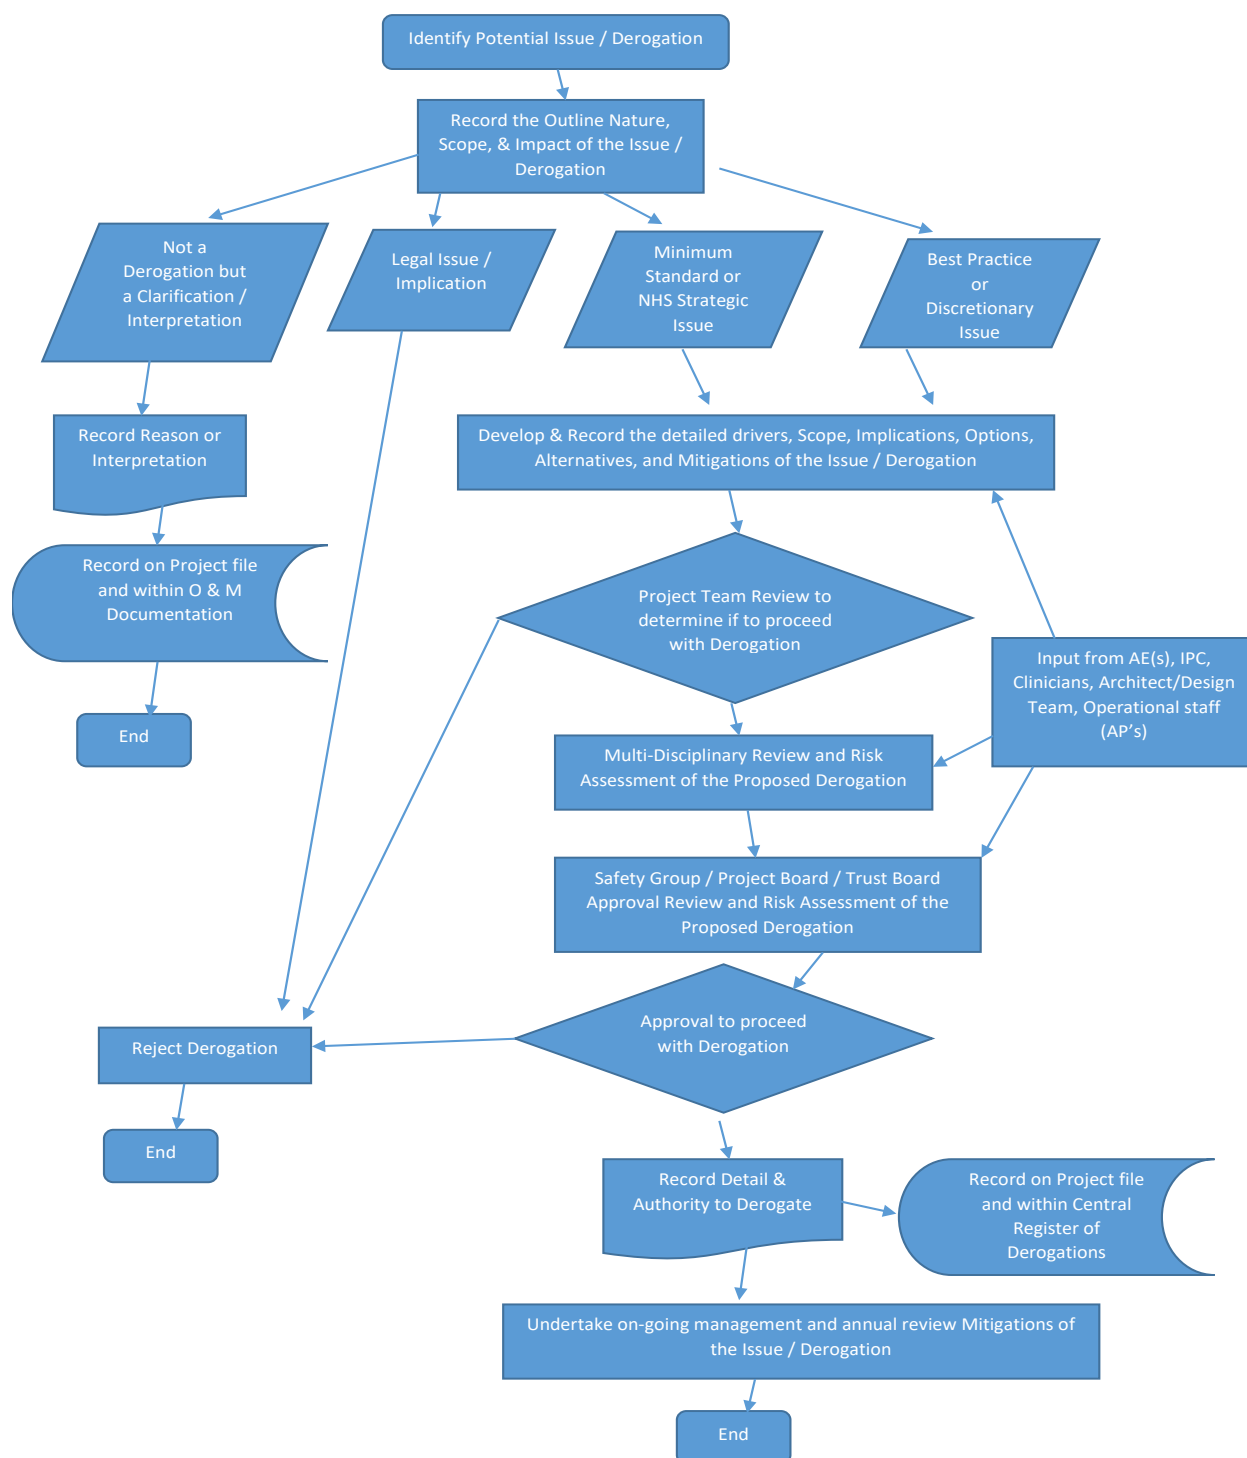 Identify Potential Issue / Derogation
Record the Outline Nature,
Scope, & Impact of the Issue /
Derogation
Not a
Derogation but
a Clarification /
Interpretation
Legal Issue /
Implication
Minimum
Standard or
NHS Strategic
Issue
Best Practice
or
Discretionary
Issue
Record Reason or
Interpretation
Develop & Record the detailed drivers, Scope, Implications, Options,
Alternatives, and Mitigations of the Issue / Derogation
Record on Project file
and within O & M
Documentation
Project Team Review to
determine if to proceed
with Derogation
Input from AE(s), IPC,
Clinicians, Architect/Design
Team, Operational staff
(AP's)
End
Multi-Disciplinary Review and Risk
Assessment of the Proposed Derogation
Safety Group / Project Board / Trust Board
Approval Review and Risk Assessment of the
Proposed Derogation
Approval to proceed
with Derogation
Reject Derogation
End
Record Detail &
Authority to Derogate
Record on Project file
and within Central
Register of
Derogations
Undertake on-going management and annual review Mitigations of
the Issue / Derogation
End